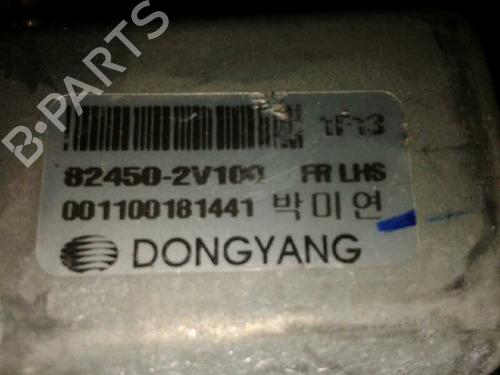 B-PARTS
1F13
82450-2V100 FR LHS
001100181441 박미연
DONGYANG